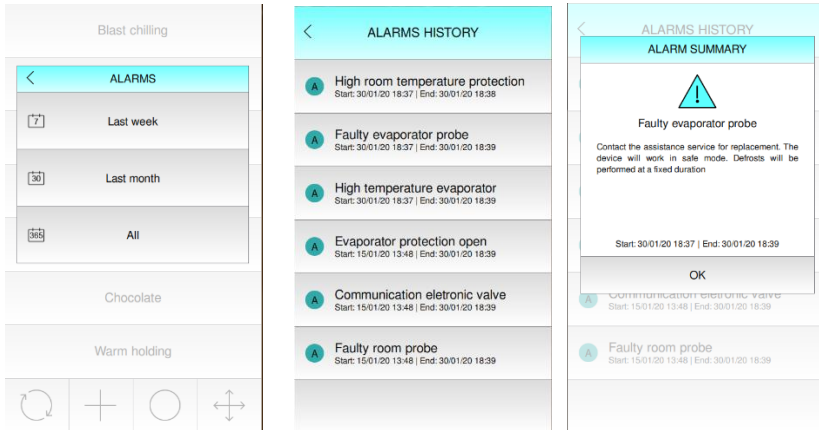 Blast chilling
ALARMS
7
Last week
30
Last month
365
All
Chocolate
Warm holding
ALARMS HISTORY
A
High room temperature protection
Start: 30/01/20 18:37 | End: 30/01/20 18:38
A
Faulty evaporator probe
Start: 30/01/20 18:37 | End: 30/01/20 18:39
A
High temperature evaporator
Start: 30/01/20 18:37 | End: 30/01/20 18:39
A
Evaporator protection open
Start: 15/01/20 13:48 | End: 30/01/20 18:39
A
Communication eletronic valve
Start: 15/01/20 13:48 | End: 30/01/20 18:39
A
Faulty room probe
Start: 15/01/20 13:48 | End: 30/01/20 18:39
ALARMS HISTORY
ALARM SUMMARY
Faulty evaporator probe
Contact the assistance service for replacement. The
device will work in safe mode. Defrosts will be
performed at a fixed duration
Start: 30/01/20 18:37 | End: 30/01/20 18:39
OK
A
Communication eletronic valve
Start: 15/01/20 13:48 | End: 30/01/20 18:39
A
Faulty room probe
Start: 15/01/20 13:48 | End: 30/01/20 18:39